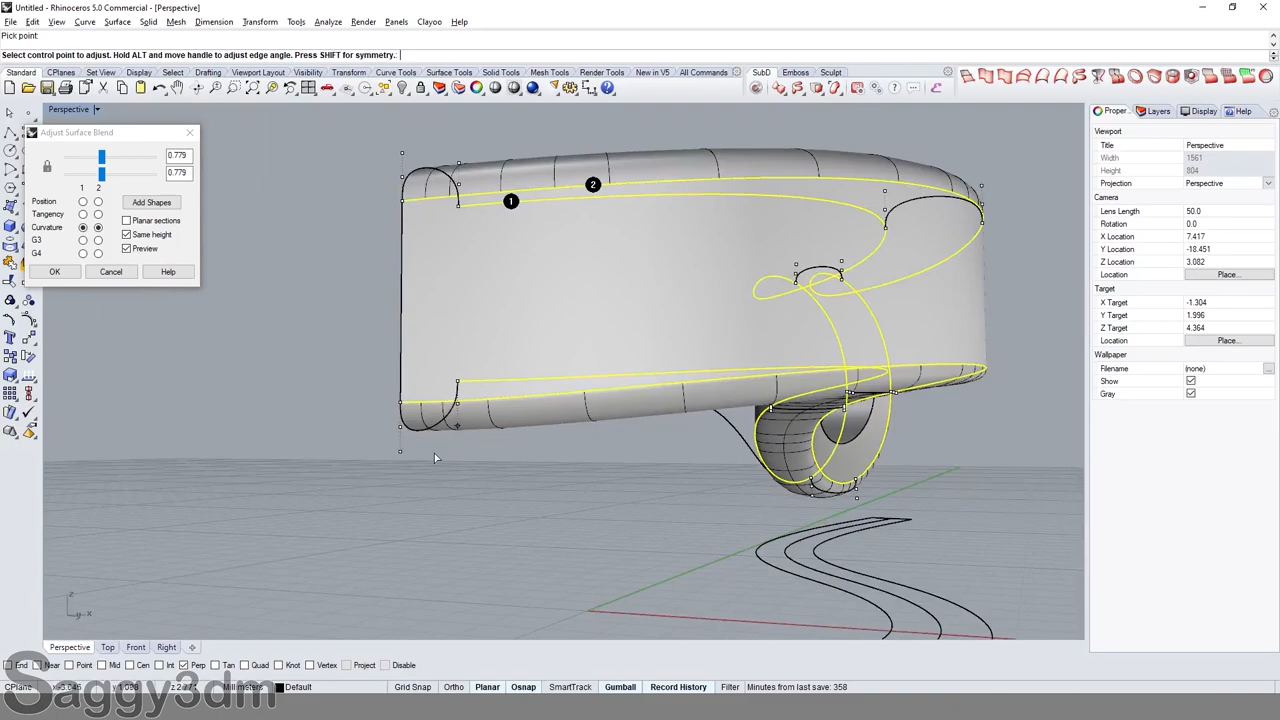 Untitled - Rhinoceros 5.0 Commercial - [Perspective]
File Edit View Curve Surface Solid Mesh Dimension Transform Tools Analyze Render Panels Clayoo Help
Pick point
Select control point to adjust. Hold ALT and move handle to adjust edge angle. Press SHIFT for symmetry.:
Standard CPlanes Set View Display Select Drafting Viewport Layout Visibility Transform Curve Tools Surface Tools Solid Tools Mesh Tools Render Tools New in V5 All Commands SubD Emboss Sculpt
Perspective
Proper... Layers Display Help
Adjust Surface Blend
0.779
0.779
1 2
Position
Tangency
Curvature
G3
G4
Add Shapes
Planar sections
Same height
Preview
OK Cancel Help
1
2
z
y x
Viewport
Title Perspective
Width 1561
Height 804
Projection Perspective
Camera
Lens Length 50.0
Rotation 0.0
X Location 7.417
Y Location -18.451
Z Location 3.082
Location Place...
Target
X Target -1.304
Y Target 1.996
Z Target 4.364
Location Place...
Wallpaper
Filename (none)
Show
Gray
Perspective Top Front Right
End Near Point Mid Cen Int Perp Tan Quad Knot Vertex Project Disable
CPlane Millimeters Default Grid Snap Ortho Planar Osnap SmartTrack Gumball Record History Filter Minutes from last save: 358
Saggy3dm